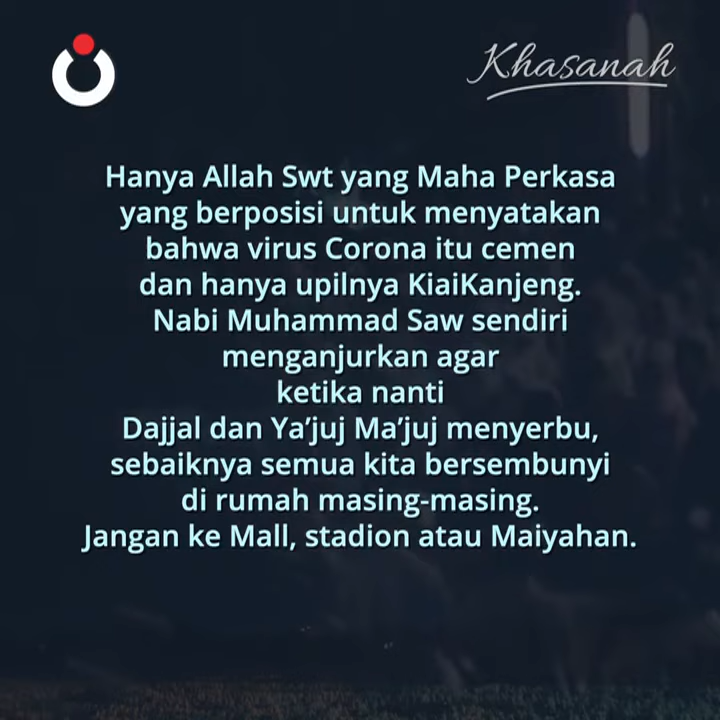 Khasanah
Hanya Allah Swt yang Maha Perkasa
yang berposisi untuk menyatakan
bahwa virus Corona itu cemen
dan hanya upilnya KiaiKanjeng.
Nabi Muhammad Saw sendiri
menganjurkan agar
ketika nanti
Dajjal dan Ya’juj Ma’juj menyerbu,
sebaiknya semua kita bersembunyi
di rumah masing-masing.
Jangan ke Mall, stadion atau Maiyahan.